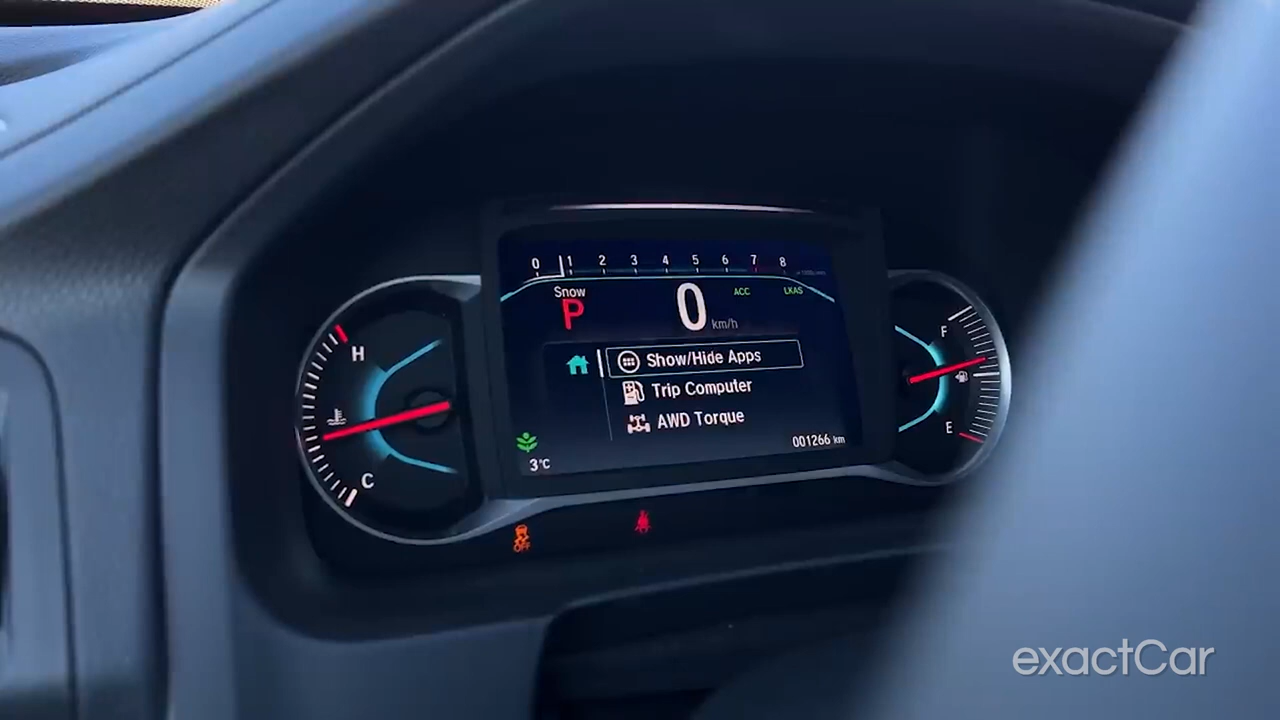 0 1 2 3 4 5 6 7 8
Snow
P
0 km/h
ACC
LKAS
Show/Hide Apps
Trip Computer
AWD Torque
001266 km
3°C
H
C
F
E
OFF
exactCar